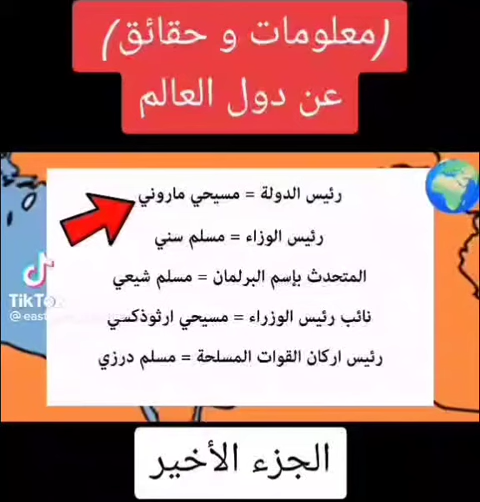 (معلومات و حقائق)
عن دول العالم
رئيس الدولة = مسيحي ماروني
رئيس الوزاء = مسلم سني
المتحدث بإسم البرلمان = مسلم شيعي
نائب رئيس الوزراء = مسيحي ارثوذكسي
رئيس اركان القوات المسلحة = مسلم درزي
TikTok
الجزء الأخير